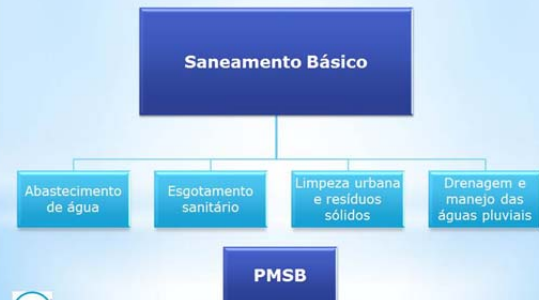 Saneamento Básico
Abastecimento
de água
Esgotamento
sanitário
Limpeza urbana
e resíduos
sólidos
Drenagem e
manejo das
águas pluviais
PMSB